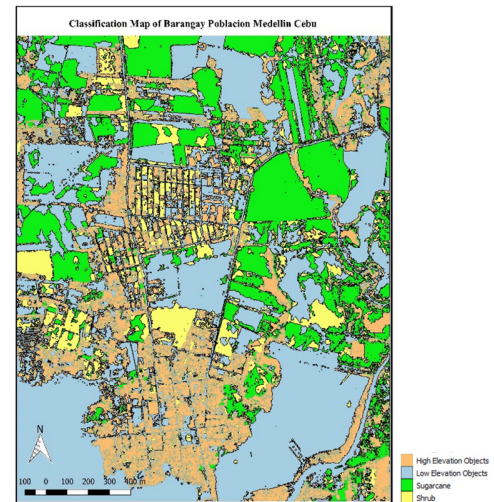 Classification Map of Barangay Poblacion Medellin Cebu
N
100 0 100 200 300 400 m
High Elevation Objects
Low Elevation Objects
Sugarcane
Shrub